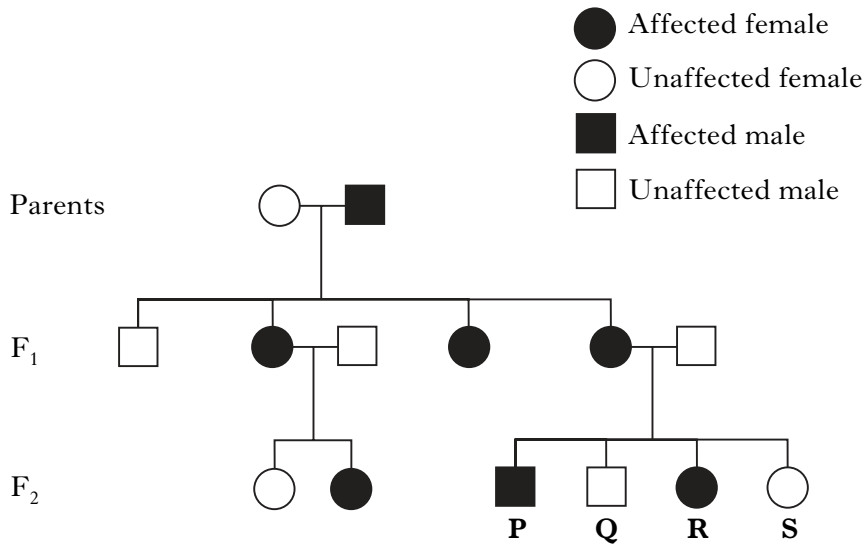 Affected female
Unaffected female
Affected male
Unaffected male
Parents
F₁
F₂
P Q R S